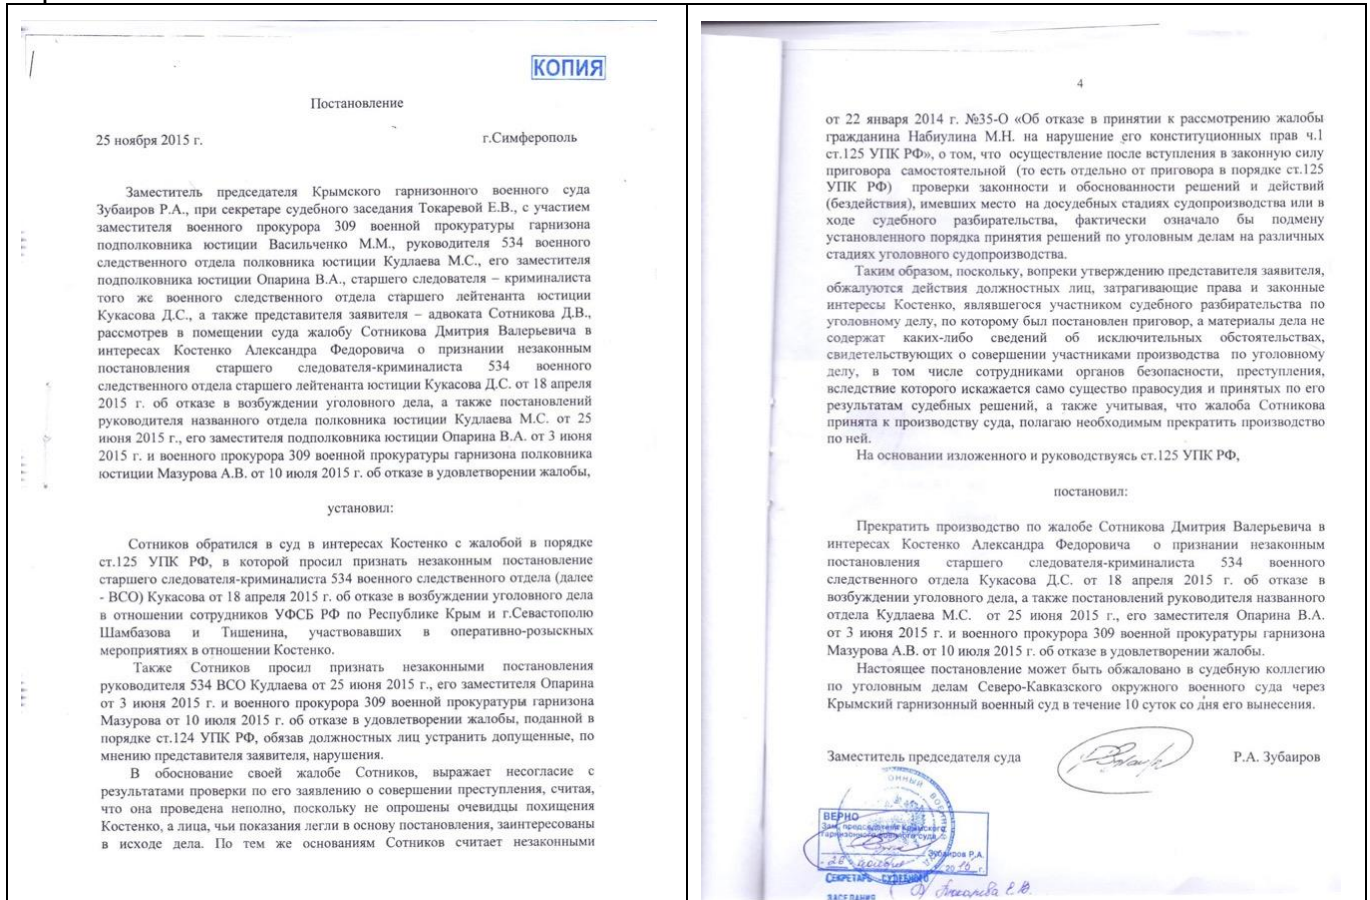 КОПИЯ
Постановление
25 ноября 2015 г. г.Симферополь
Заместитель председателя Крымского гарнизонного военного суда
Зубаиров Р.А., при секретаре судебного заседания Токаревой Е.В., с участием
заместителя военного прокурора 309 военной прокуратуры гарнизона
подполковника юстиции Васильченко М.М., руководителя 534 военного
следственного отдела полковника юстиции Кудлаева М.С., его заместителя
подполковника юстиции Опарина В.А., старшего следователя – криминалиста
того же военного следственного отдела старшего лейтенанта юстиции
Кукасова Д.С., а также представителя заявителя – адвоката Сотникова Д.В.,
рассмотрев в помещении суда жалобу Сотникова Дмитрия Валерьевича в
интересах Костенко Александра Федоровича о признании незаконным
постановления старшего следователя-криминалиста 534 военного
следственного отдела старшего лейтенанта юстиции Кукасова Д.С. от 18 апреля
2015 г. об отказе в возбуждении уголовного дела, а также постановлений
руководителя названного отдела полковника юстиции Кудлаева М.С. от 25
июня 2015 г., его заместителя подполковника юстиции Опарина В.А. от 3 июня
2015 г. и военного прокурора 309 военной прокуратуры гарнизона полковника
юстиции Мазурова А.В. от 10 июля 2015 г. об отказе в удовлетворении жалобы,
установил:
Сотников обратился в суд в интересах Костенко с жалобой в порядке
ст.125 УПК РФ, в которой просил признать незаконным постановление
старшего следователя-криминалиста 534 военного следственного отдела (далее
- ВСО) Кукасова от 18 апреля 2015 г. об отказе в возбуждении уголовного дела
в отношении сотрудников УФСБ РФ по Республике Крым и г.Севастополю
Шамбазова и Тишенина, участвовавших в оперативно-розыскных
мероприятиях в отношении Костенко.
Также Сотников просил признать незаконными постановления
руководителя 534 ВСО Кудлаева от 25 июня 2015 г., его заместителя Опарина
от 3 июня 2015 г. и военного прокурора 309 военной прокуратуры гарнизона
Мазурова от 10 июля 2015 г. об отказе в удовлетворении жалобы, поданной в
порядке ст.124 УПК РФ, обязав должностных лиц устранить допущенные, по
мнению представителя заявителя, нарушения.
В обоснование своей жалобе Сотников, выражает несогласие с
результатами проверки по его заявлению о совершении преступления, считая,
что она проведена неполно, поскольку не опрошены очевидцы похищения
Костенко, а лица, чьи показания легли в основу постановления, заинтересованы
в исходе дела. По тем же основаниям Сотников считает незаконными
4
от 22 января 2014 г. №35-О «Об отказе в принятии к рассмотрению жалобы
гражданина Набиулина М.Н. на нарушение его конституционных прав ч.1
ст.125 УПК РФ», о том, что осуществление после вступления в законную силу
приговора самостоятельной (то есть отдельно от приговора в порядке ст.125
УПК РФ) проверки законности и обоснованности решений и действий
(бездействия), имевших место на досудебных стадиях судопроизводства или в
ходе судебного разбирательства, фактически означало бы подмену
установленного порядка принятия решений по уголовным делам на различных
стадиях уголовного судопроизводства.
Таким образом, поскольку, вопреки утверждению представителя заявителя,
обжалуются действия должностных лиц, затрагивающие права и законные
интересы Костенко, являвшегося участником судебного разбирательства по
уголовному делу, по которому был постановлен приговор, а материалы дела не
содержат каких-либо сведений об исключительных обстоятельствах,
свидетельствующих о совершении участниками производства по уголовному
делу, в том числе сотрудниками органов безопасности, преступления,
вследствие которого искажается само существо правосудия и принятых по его
результатам судебных решений, а также учитывая, что жалоба Сотникова
принята к производству суда, полагаю необходимым прекратить производство
по ней.
На основании изложенного и руководствуясь ст.125 УПК РФ,
постановил:
Прекратить производство по жалобе Сотникова Дмитрия Валерьевича в
интересах Костенко Александра Федоровича о признании незаконным
постановления старшего следователя-криминалиста 534 военного
следственного отдела Кукасова Д.С. от 18 апреля 2015 г. об отказе в
возбуждении уголовного дела, а также постановлений руководителя названного
отдела Кудлаева М.С. от 25 июня 2015 г., его заместителя Опарина В.А.
от 3 июня 2015 г. и военного прокурора 309 военной прокуратуры гарнизона
Мазурова А.В. от 10 июля 2015 г. об отказе в удовлетворении жалобы.
Настоящее постановление может быть обжаловано в судебную коллегию
по уголовным делам Северо-Кавказского окружного военного суда через
Крымский гарнизонный военный суд в течение 10 суток со дня его вынесения.
Заместитель председателя суда Р.А. Зубаиров
ВЕРНО
Зам. председателя Крымского
гарнизонного военного суда
Зубаиров Р.А.
26 ноября 2015 г.
СЕКРЕТАРЬ СУДЕБНОГО
ЗАСЕДАНИЯ Токарева Е.В.